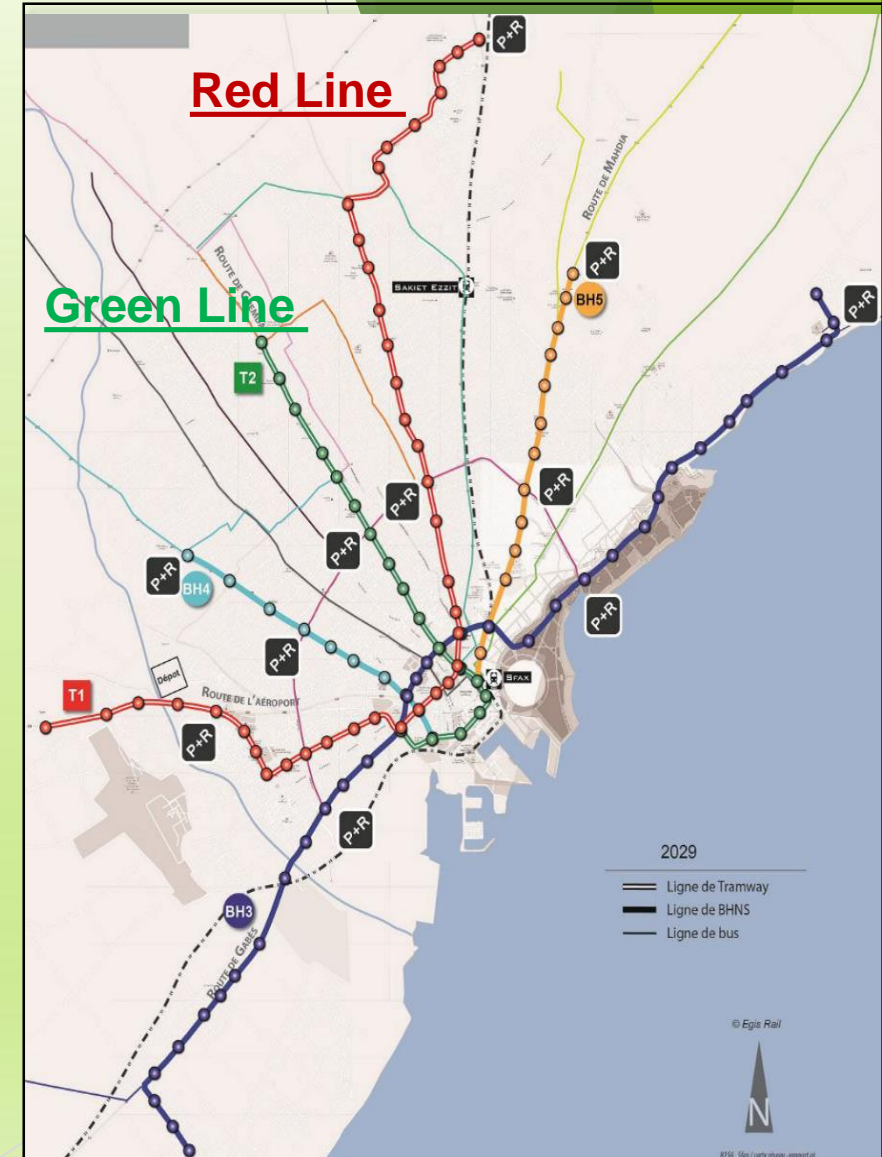 P+R
Red Line
ROUTE DE MAHDIA
P+R
SAKIET EZZIT
BH5
P+R
Green Line
T2
P+R
P+R
P+R
P+R
BH4
P+R
P+R
SFAX
Dépôt
T1
ROUTE DE L'AÉROPORT
P+R
P+R
2029
Ligne de Tramway
Ligne de BHNS
Ligne de bus
BH3
ROUTE DE GABÈS
© Egis Rail
N